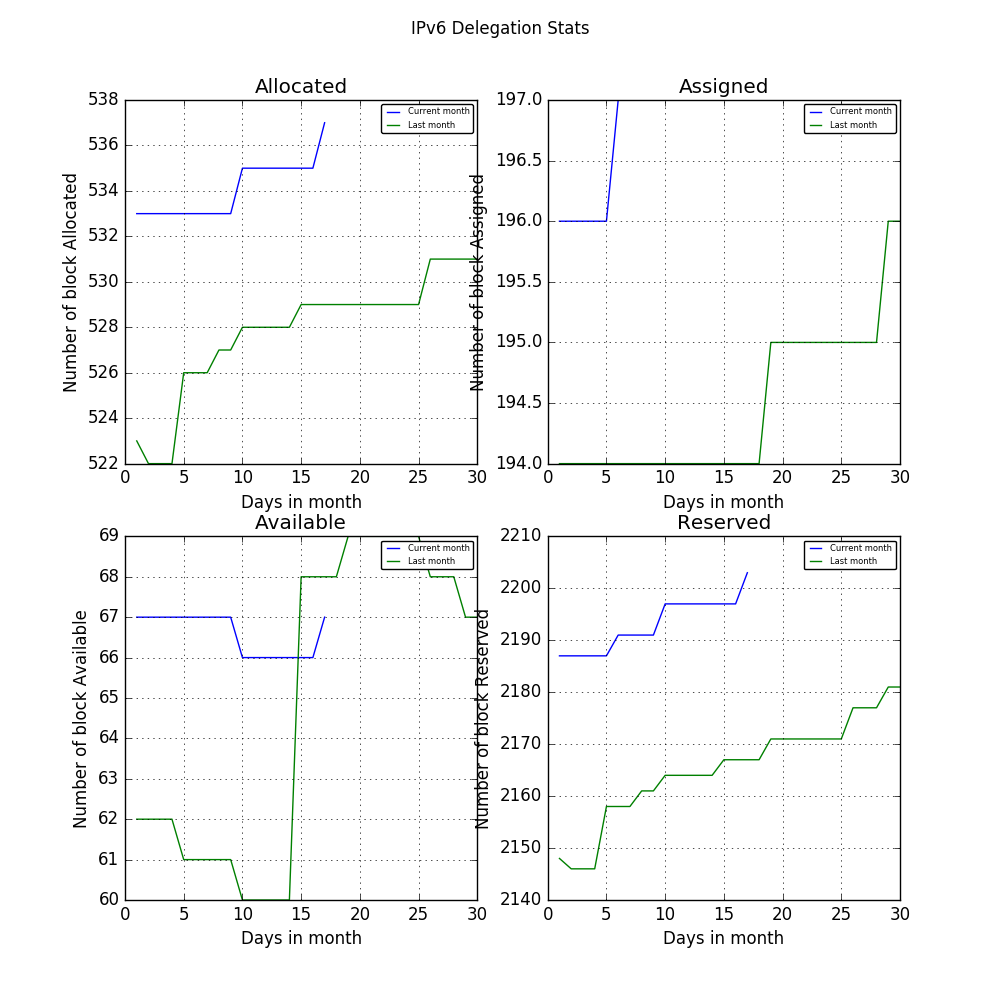 IPv6 Delegation Stats
Allocated
Number of block Allocated
538
536
534
532
530
528
526
524
522
0 5 10 15 20 25 30
Days in month
Current month
Last month
Assigned
Number of block Assigned
197.0
196.5
196.0
195.5
195.0
194.5
194.0
0 5 10 15 20 25 30
Days in month
Current month
Last month
Available
Number of block Available
69
68
67
66
65
64
63
62
61
60
0 5 10 15 20 25 30
Days in month
Current month
Last month
Reserved
Number of block Reserved
2210
2200
2190
2180
2170
2160
2150
2140
0 5 10 15 20 25 30
Days in month
Current month
Last month